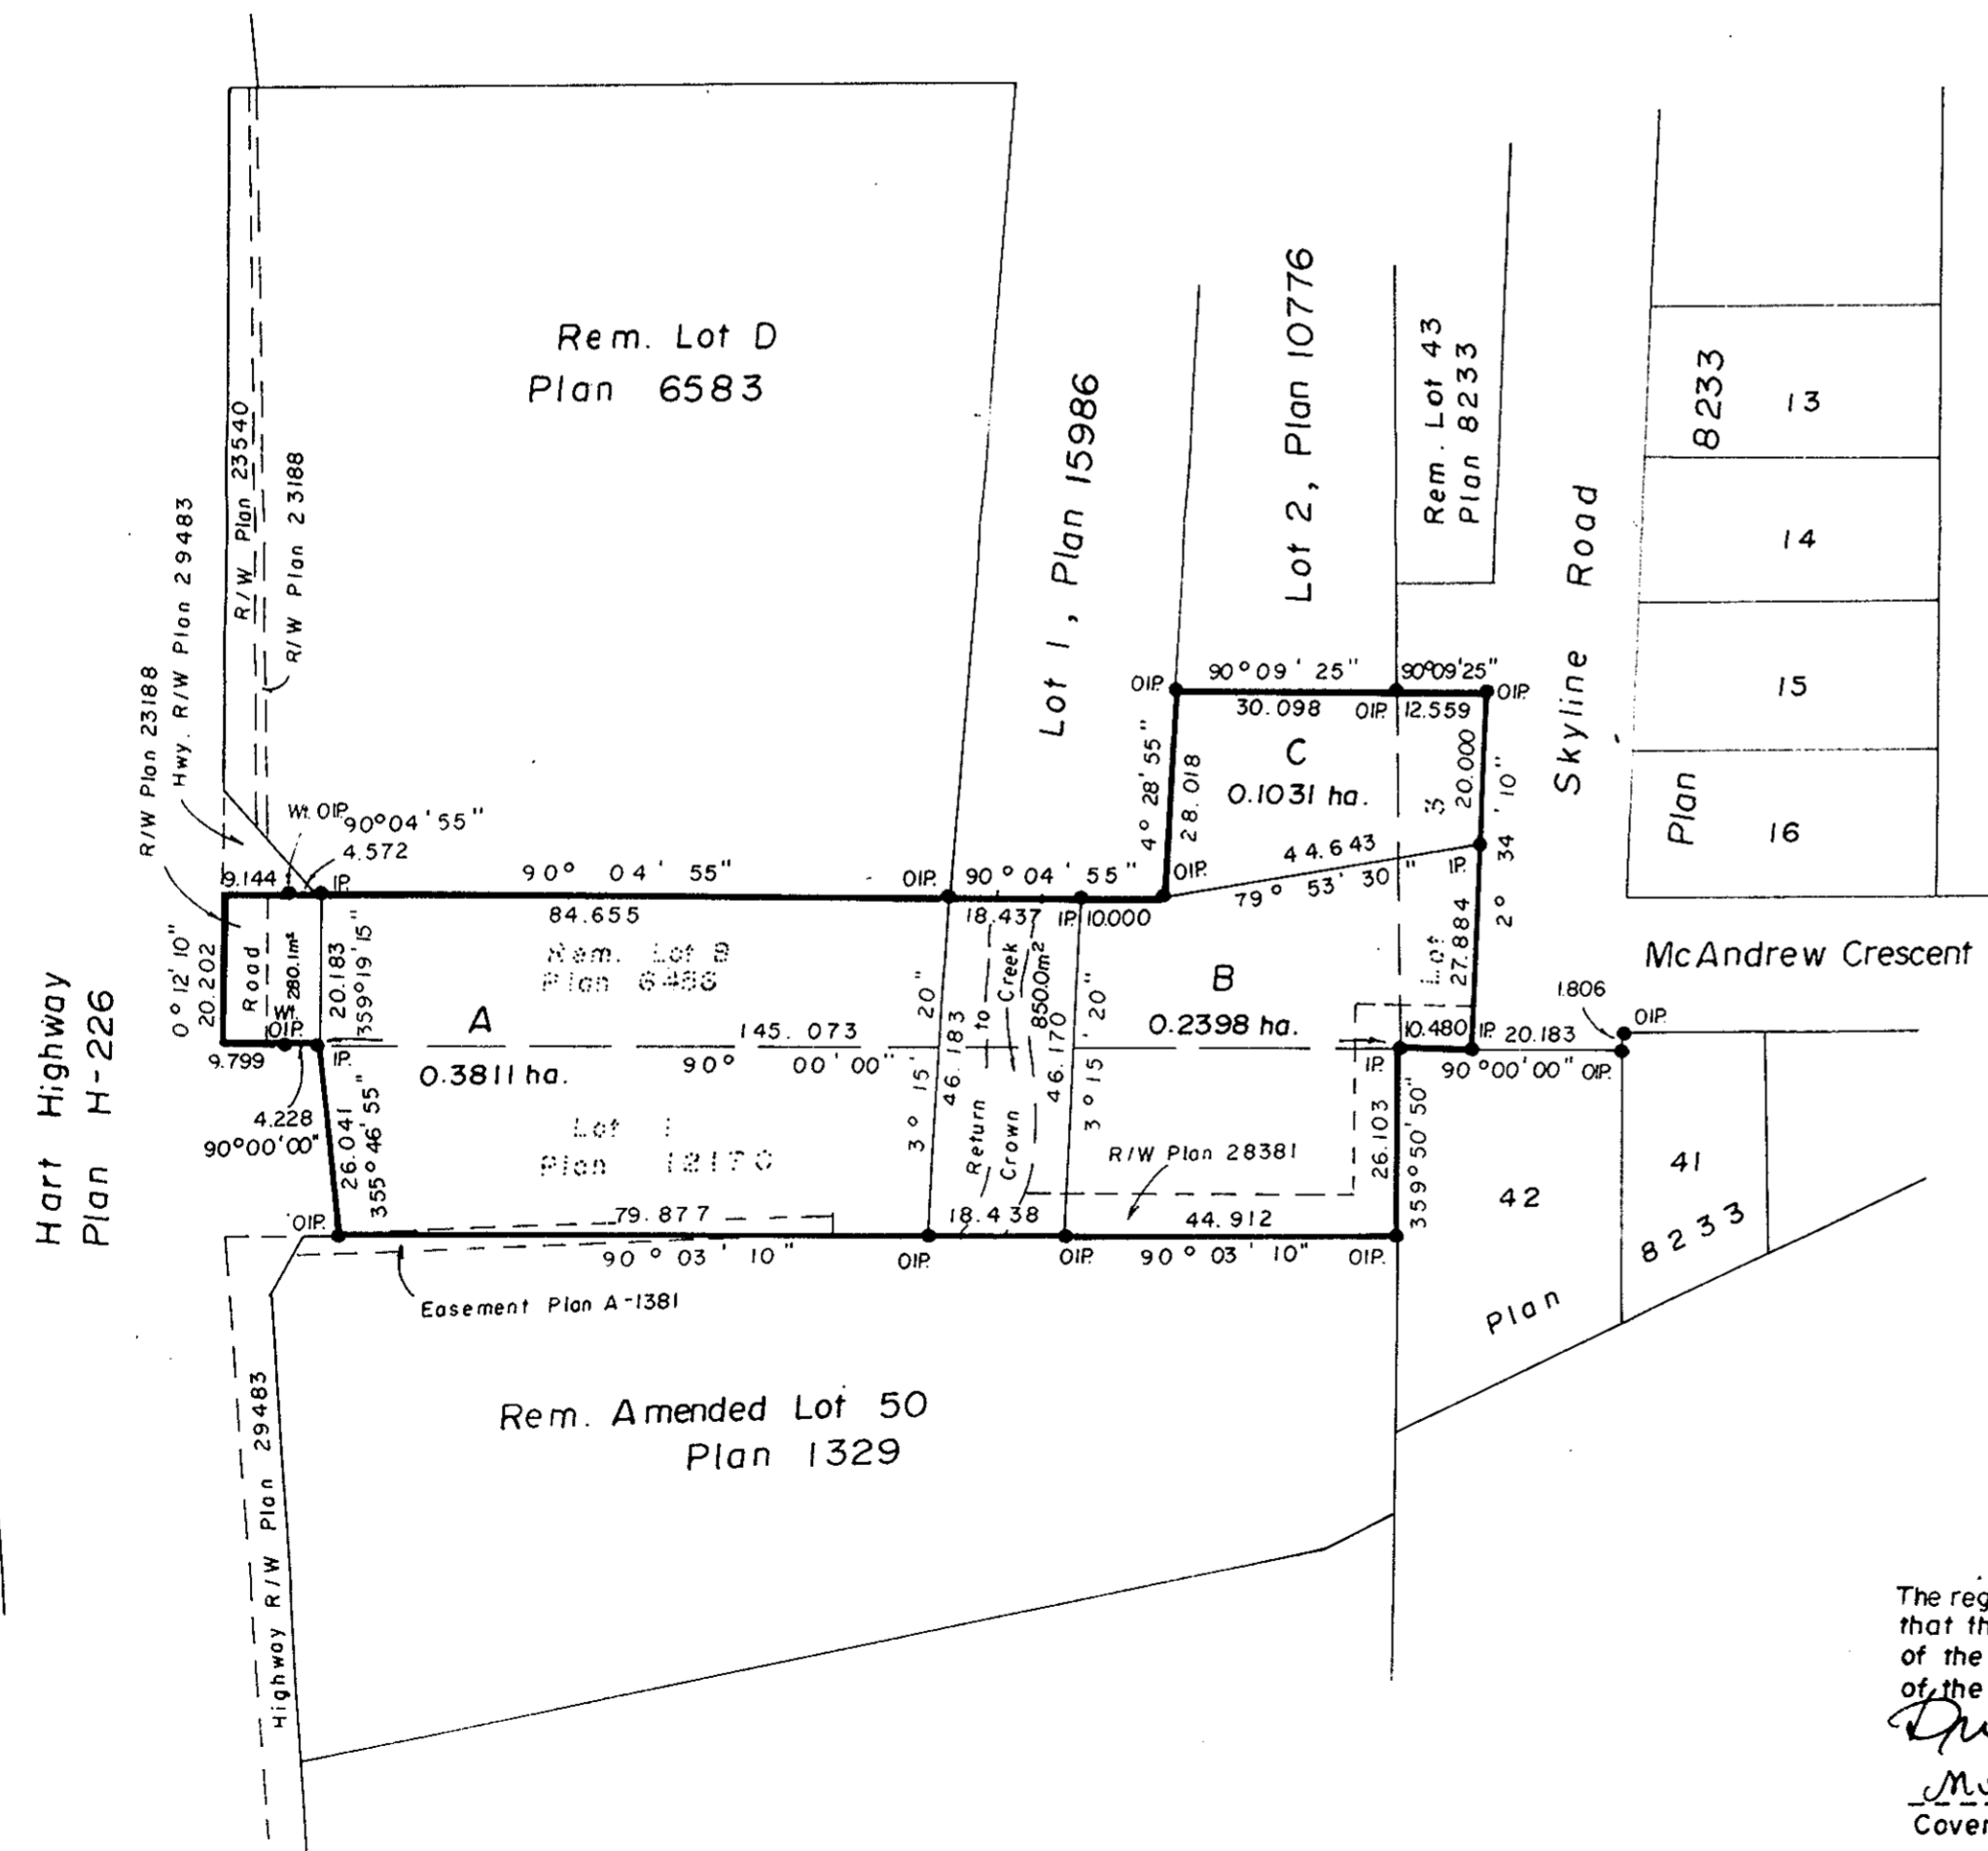 Rem. Lot D
Plan 6583
R/W Plan 23540
R/W Plan 23188
Hwy. R/W Plan 29483
R/W Plan 23188
Lot 1, Plan 15986
Lot 2, Plan 10776
Rem. Lot 43
Plan 8233
Skyline Road
Plan
8233
13
14
15
16
McAndrew Crescent
Hart Highway
Plan H-226
OIP.
90°09'25"
90°09'25"
OIP.
30.098
OIP.
12.559
C
0.1031 ha.
4°28'55"
28.018
20.000
2°34'10"
44.643
79°53'30"
IP.
OIP.
Wt. OIP.
90°04'55"
4.572
9.144
IP.
90° 04' 55"
84.655
OIP.
90°04'55"
18.437
IP.
10.000
0°12'10"
20.202
Road
280.1m²
Wt.
OIP.
20.183
359°19'15"
Rem. Lot B
Plan 6488
A
0.3811 ha.
145.073
90° 00'00"
3°15'20"
46.183
Return to
Crown
Creek
850.0m²
46.170
3°15'20"
B
0.2398 ha.
Lot
27.884
10.480
IP.
20.183
1.806
OIP.
90°00'00"
OIP.
9.799
IP.
4.228
90°00'00"
26.041
355°46'55"
Lot 1
Plan 12170
IP.
26.103
359°50'50"
R/W Plan 28381
OIP.
79.877
18.438
44.912
90°03'10"
OIP.
OIP.
90°03'10"
OIP.
Easement Plan A-1381
42
41
Plan
8233
Rem. Amended Lot 50
Plan 1329
Highway R/W Plan 29483
The reg
that th
of the
of the
Cover